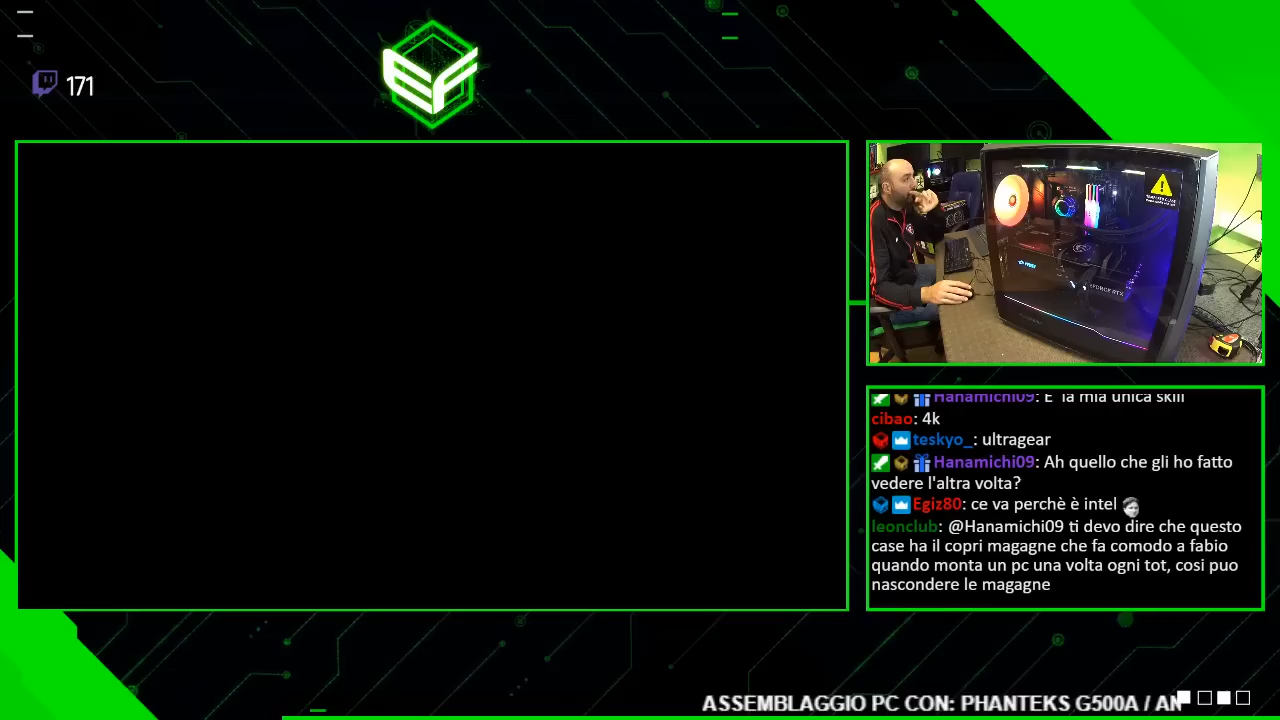 171
EF
FORCE RTX
Hanamichi09: E' la mia unica skill
cibao: 4k
teskyo_: ultragear
Hanamichi09: Ah quello che gli ho fatto
vedere l'altra volta?
Egiz80: ce va perchè è intel
leonclub: @Hanamichi09 ti devo dire che questo
case ha il copri magagne che fa comodo a fabio
quando monta un pc una volta ogni tot, cosi puo
nascondere le magagne
ASSEMBLAGGIO PC CON: PHANTEKS G500A / AN